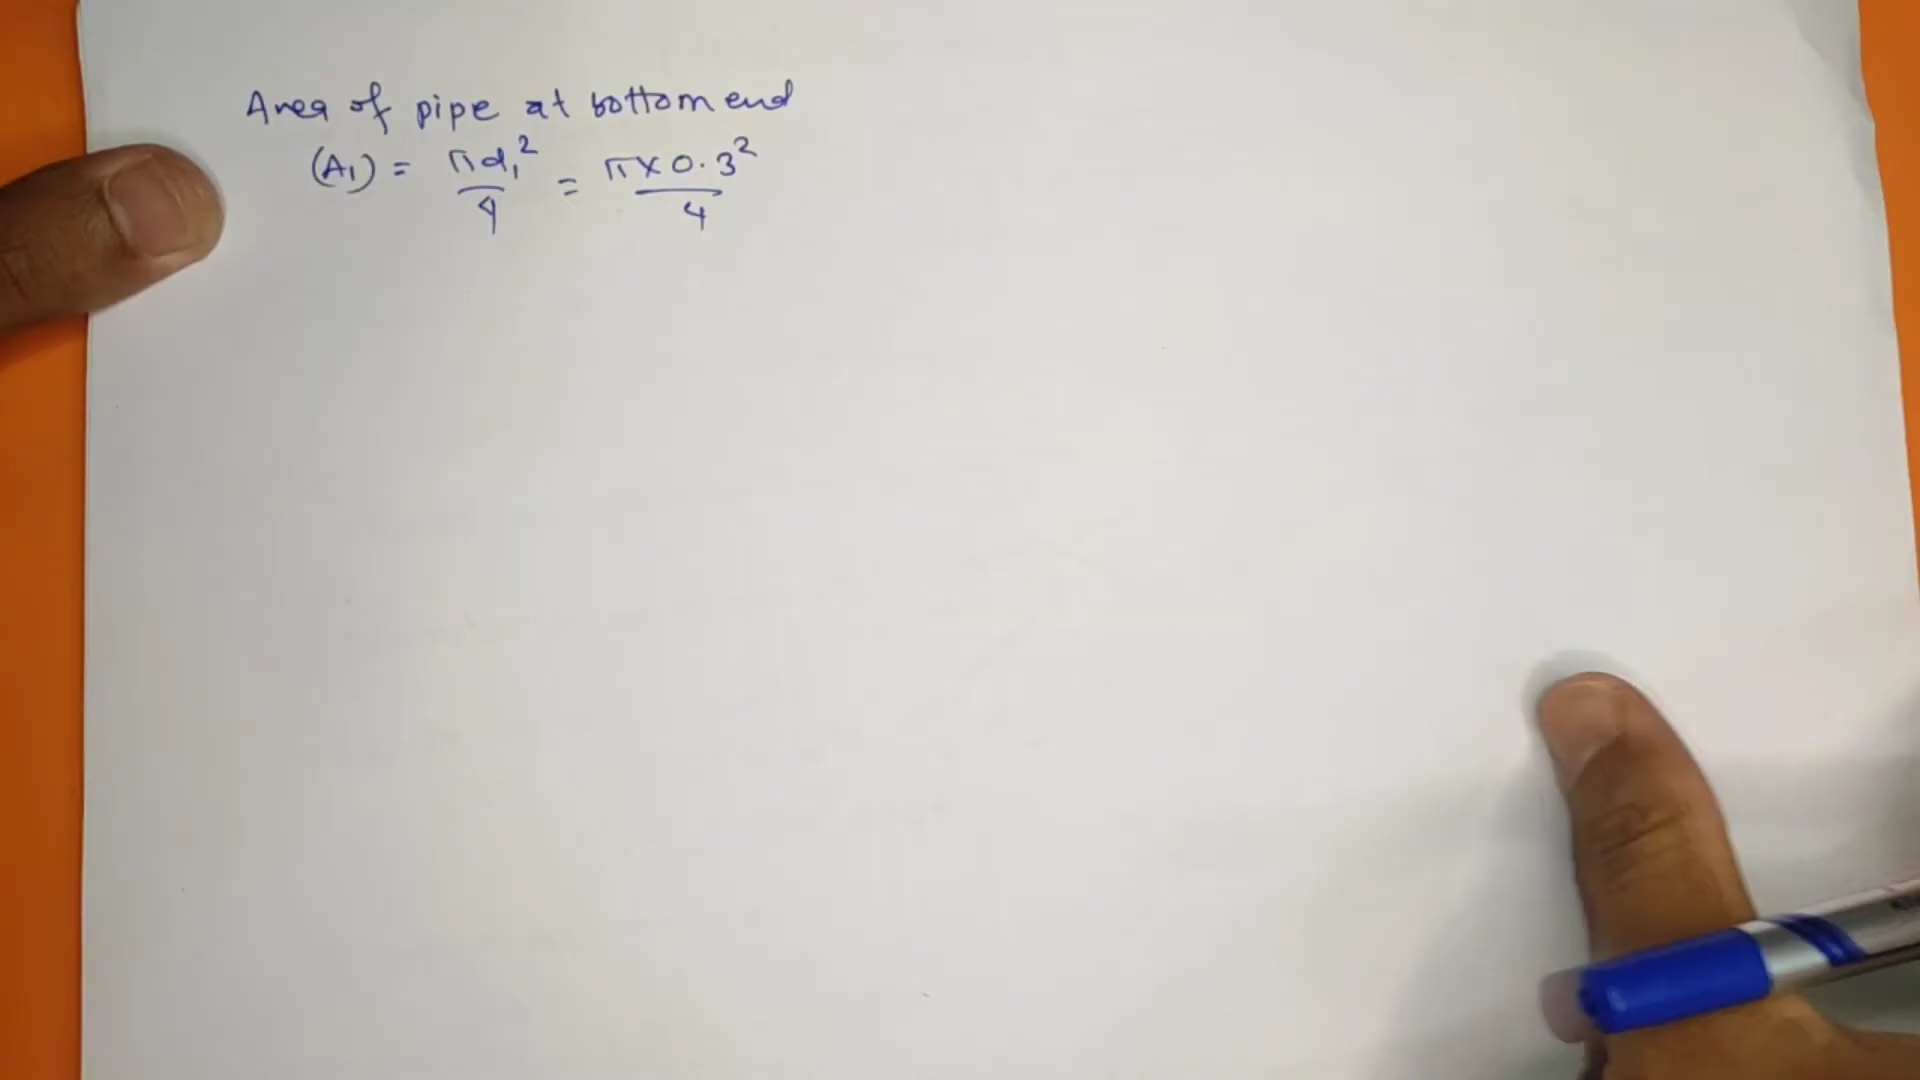 Area of pipe at bottom end
(A₁) = πd₁²/4 = π×0.3²/4